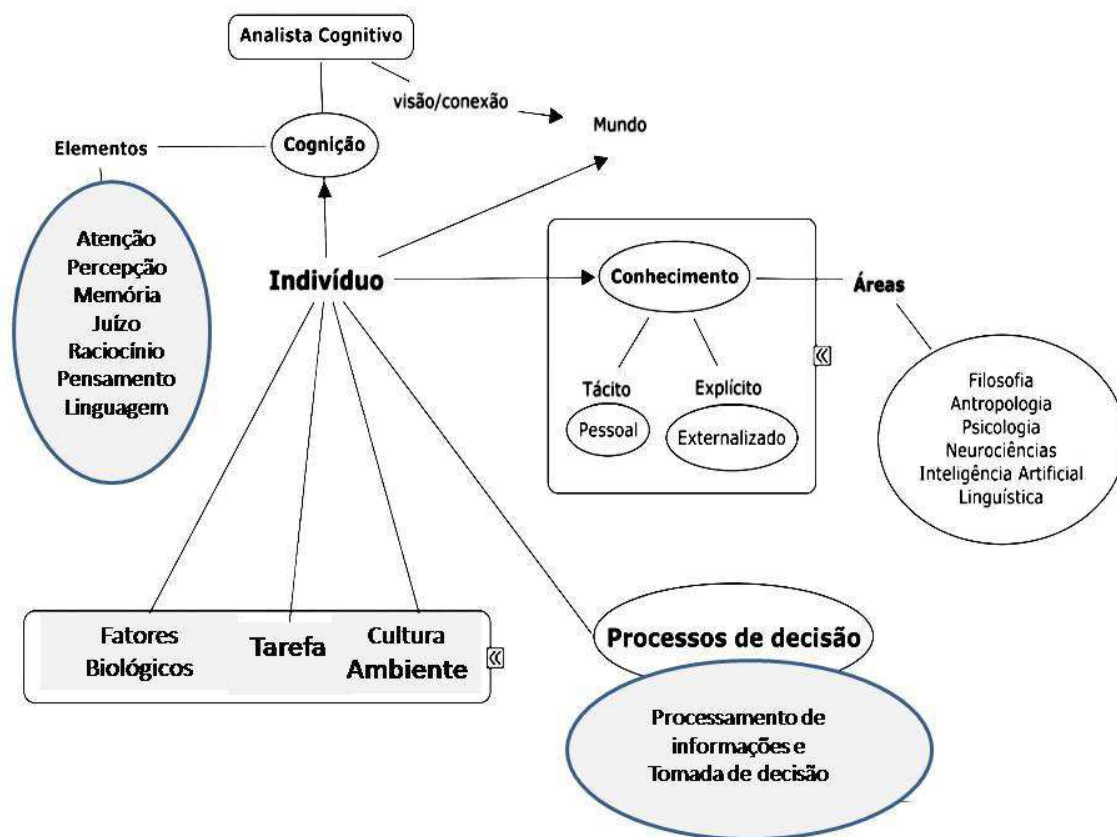 Analista Cognitivo
visão/conexão
Mundo
Elementos
Cognição
Atenção
Percepção
Memória
Juízo
Raciocínio
Pensamento
Linguagem
Indivíduo
Conhecimento
Áreas
Tácito
Explícito
Pessoal
Externalizado
Filosofia
Antropologia
Psicologia
Neurociências
Inteligência Artificial
Linguística
Fatores
Biológicos
Tarefa
Cultura
Ambiente
Processos de decisão
Processamento de
informações e
Tomada de decisão